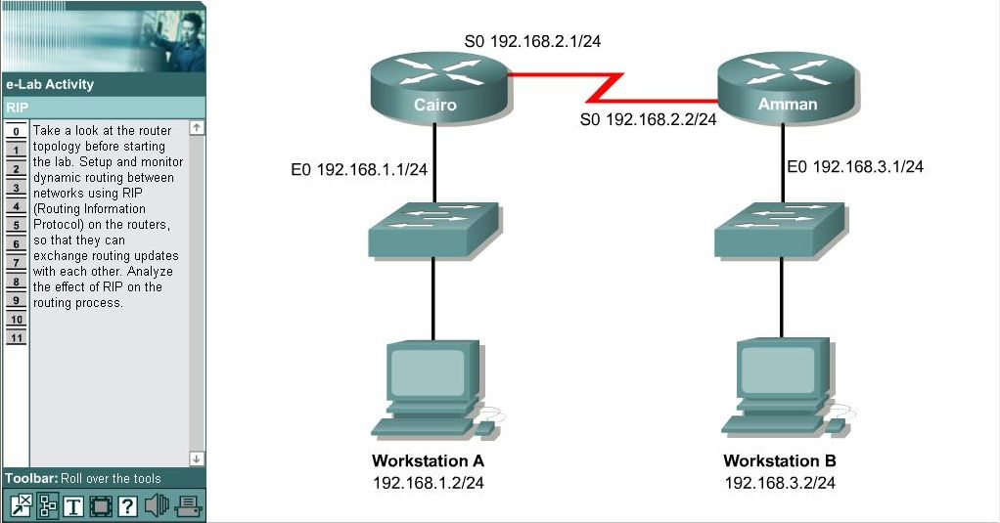 e-Lab Activity
RIP
0
1
2
3
4
5
6
7
8
9
10
11
Take a look at the router
topology before starting
the lab. Setup and monitor
dynamic routing between
networks using RIP
(Routing Information
Protocol) on the routers,
so that they can
exchange routing updates
with each other. Analyze
the effect of RIP on the
routing process.
Toolbar: Roll over the tools
T
?
S0 192.168.2.1/24
Cairo
Amman
S0 192.168.2.2/24
E0 192.168.1.1/24
E0 192.168.3.1/24
Workstation A
192.168.1.2/24
Workstation B
192.168.3.2/24